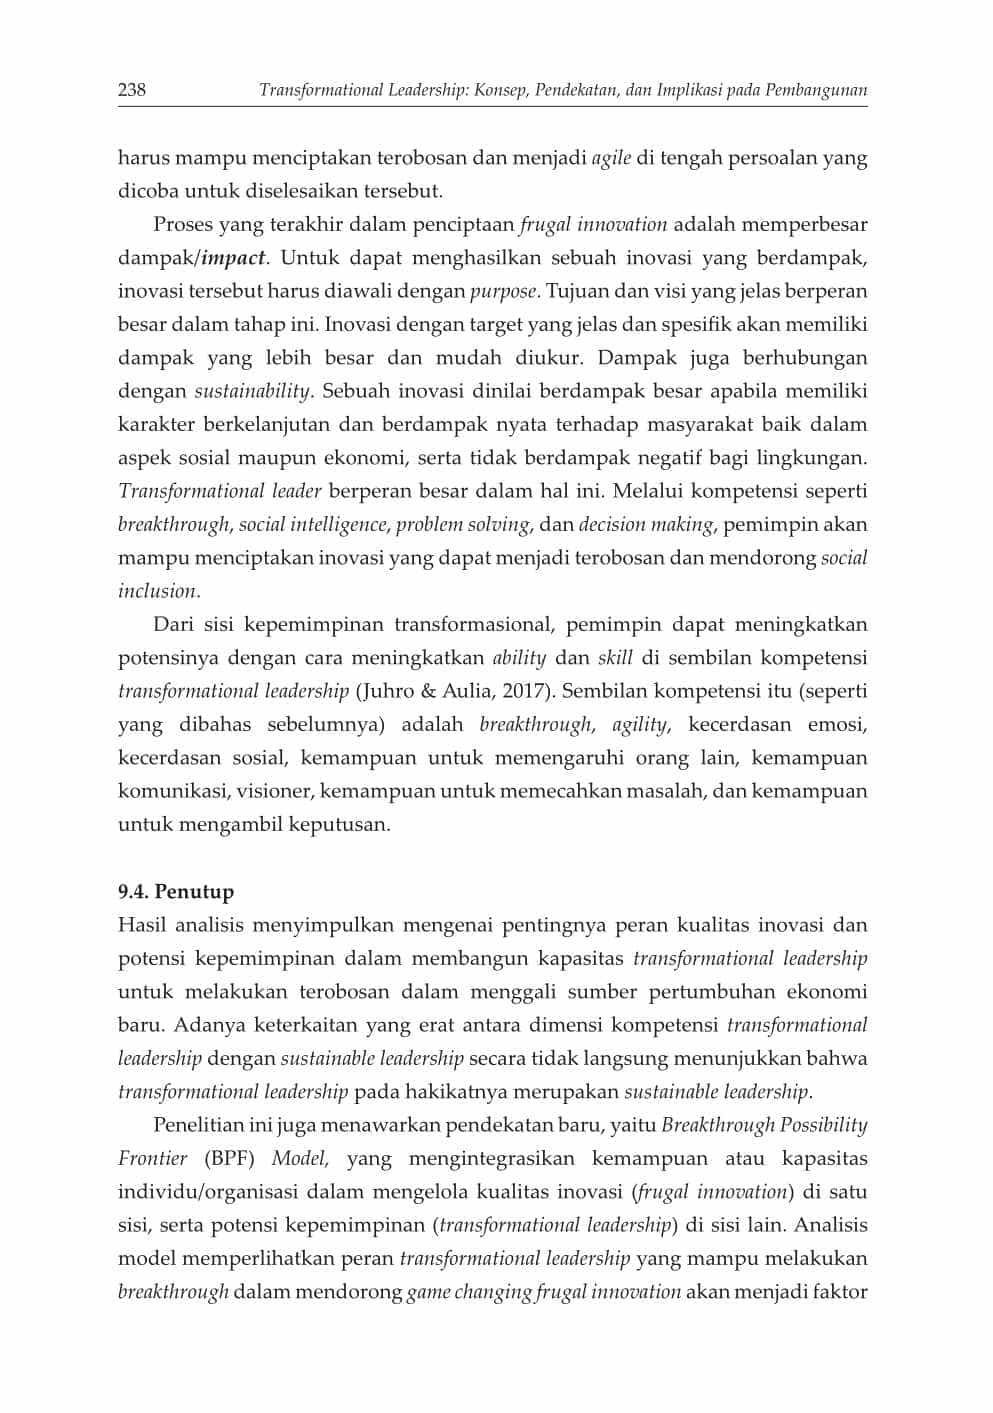 238 Transformational Leadership: Konsep, Pendekatan, dan Implikasi pada Pembangunan
harus mampu menciptakan terobosan dan menjadi agile di tengah persoalan yang
dicoba untuk diselesaikan tersebut.
Proses yang terakhir dalam penciptaan frugal innovation adalah memperbesar
dampak/impact. Untuk dapat menghasilkan sebuah inovasi yang berdampak,
inovasi tersebut harus diawali dengan purpose. Tujuan dan visi yang jelas berperan
besar dalam tahap ini. Inovasi dengan target yang jelas dan spesifik akan memiliki
dampak yang lebih besar dan mudah diukur. Dampak juga berhubungan
dengan sustainability. Sebuah inovasi dinilai berdampak besar apabila memiliki
karakter berkelanjutan dan berdampak nyata terhadap masyarakat baik dalam
aspek sosial maupun ekonomi, serta tidak berdampak negatif bagi lingkungan.
Transformational leader berperan besar dalam hal ini. Melalui kompetensi seperti
breakthrough, social intelligence, problem solving, dan decision making, pemimpin akan
mampu menciptakan inovasi yang dapat menjadi terobosan dan mendorong social
inclusion.
Dari sisi kepemimpinan transformasional, pemimpin dapat meningkatkan
potensinya dengan cara meningkatkan ability dan skill di sembilan kompetensi
transformational leadership (Juhro & Aulia, 2017). Sembilan kompetensi itu (seperti
yang dibahas sebelumnya) adalah breakthrough, agility, kecerdasan emosi,
kecerdasan sosial, kemampuan untuk memengaruhi orang lain, kemampuan
komunikasi, visioner, kemampuan untuk memecahkan masalah, dan kemampuan
untuk mengambil keputusan.
9.4. Penutup
Hasil analisis menyimpulkan mengenai pentingnya peran kualitas inovasi dan
potensi kepemimpinan dalam membangun kapasitas transformational leadership
untuk melakukan terobosan dalam menggali sumber pertumbuhan ekonomi
baru. Adanya keterkaitan yang erat antara dimensi kompetensi transformational
leadership dengan sustainable leadership secara tidak langsung menunjukkan bahwa
transformational leadership pada hakikatnya merupakan sustainable leadership.
Penelitian ini juga menawarkan pendekatan baru, yaitu Breakthrough Possibility
Frontier (BPF) Model, yang mengintegrasikan kemampuan atau kapasitas
individu/organisasi dalam mengelola kualitas inovasi (frugal innovation) di satu
sisi, serta potensi kepemimpinan (transformational leadership) di sisi lain. Analisis
model memperlihatkan peran transformational leadership yang mampu melakukan
breakthrough dalam mendorong game changing frugal innovation akan menjadi faktor